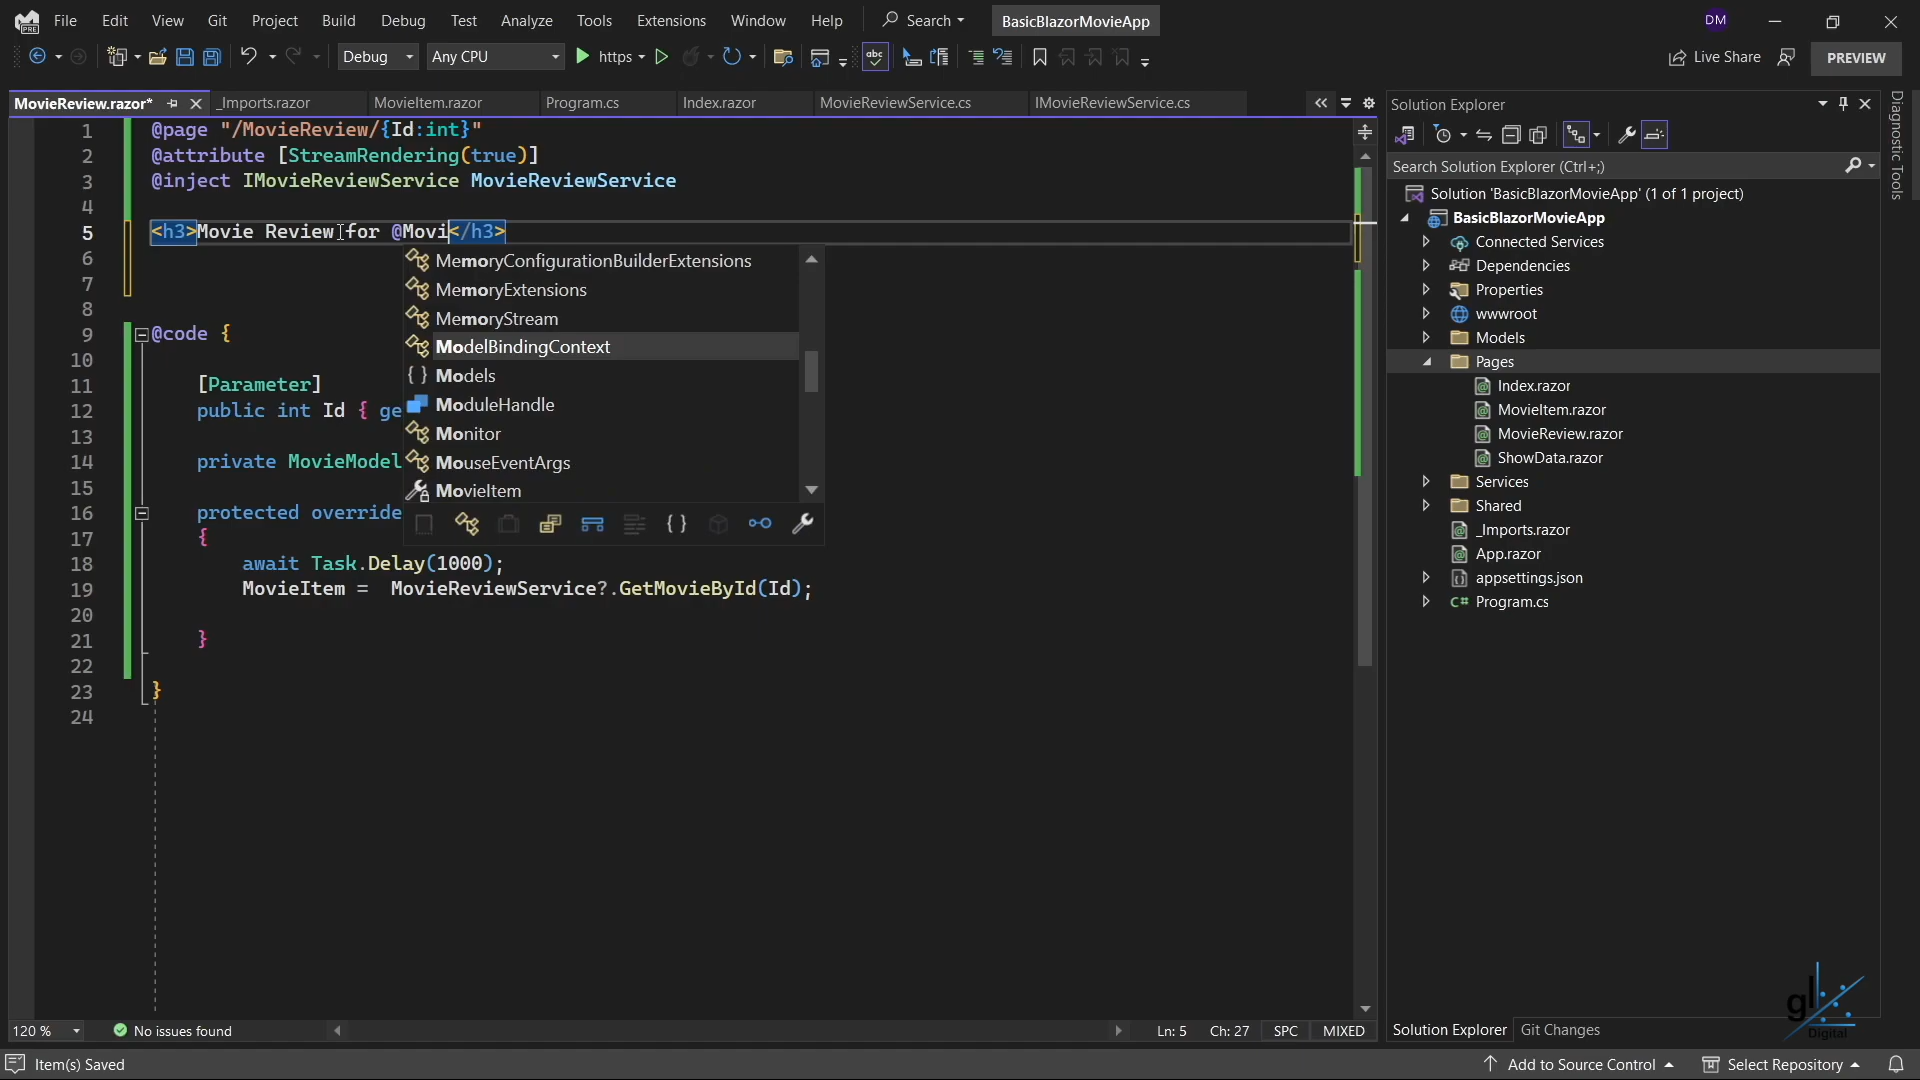 File Edit View Git Project Build Debug Test Analyze Tools Extensions Window Help Search BasicBlazorMovieApp DM
Debug Any CPU https Live Share PREVIEW
MovieReview.razor* _Imports.razor MovieItem.razor Program.cs Index.razor MovieReviewService.cs IMovieReviewService.cs
1 @page "/MovieReview/{Id:int}"
2 @attribute [StreamRendering(true)]
3 @inject IMovieReviewService MovieReviewService
4
5 <h3>Movie Review for @Movi</h3>
6
7
8
9 @code {
10
11 [Parameter]
12 public int Id { ge
13
14 private MovieModel
15
16 protected override
17 {
18 await Task.Delay(1000);
19 MovieItem = MovieReviewService?.GetMovieById(Id);
20
21 }
22
23 }
24
MemoryConfigurationBuilderExtensions
MemoryExtensions
MemoryStream
ModelBindingContext
{ } Models
ModuleHandle
Monitor
MouseEventArgs
MovieItem
120 % No issues found Ln: 5 Ch: 27 SPC MIXED
Solution Explorer
Search Solution Explorer (Ctrl+;)
Solution 'BasicBlazorMovieApp' (1 of 1 project)
BasicBlazorMovieApp
Connected Services
Dependencies
Properties
wwwroot
Models
Pages
Index.razor
MovieItem.razor
MovieReview.razor
ShowData.razor
Services
Shared
_Imports.razor
App.razor
appsettings.json
C# Program.cs
Solution Explorer Git Changes
Diagnostic Tools
gl
Digital
Item(s) Saved Add to Source Control Select Repository